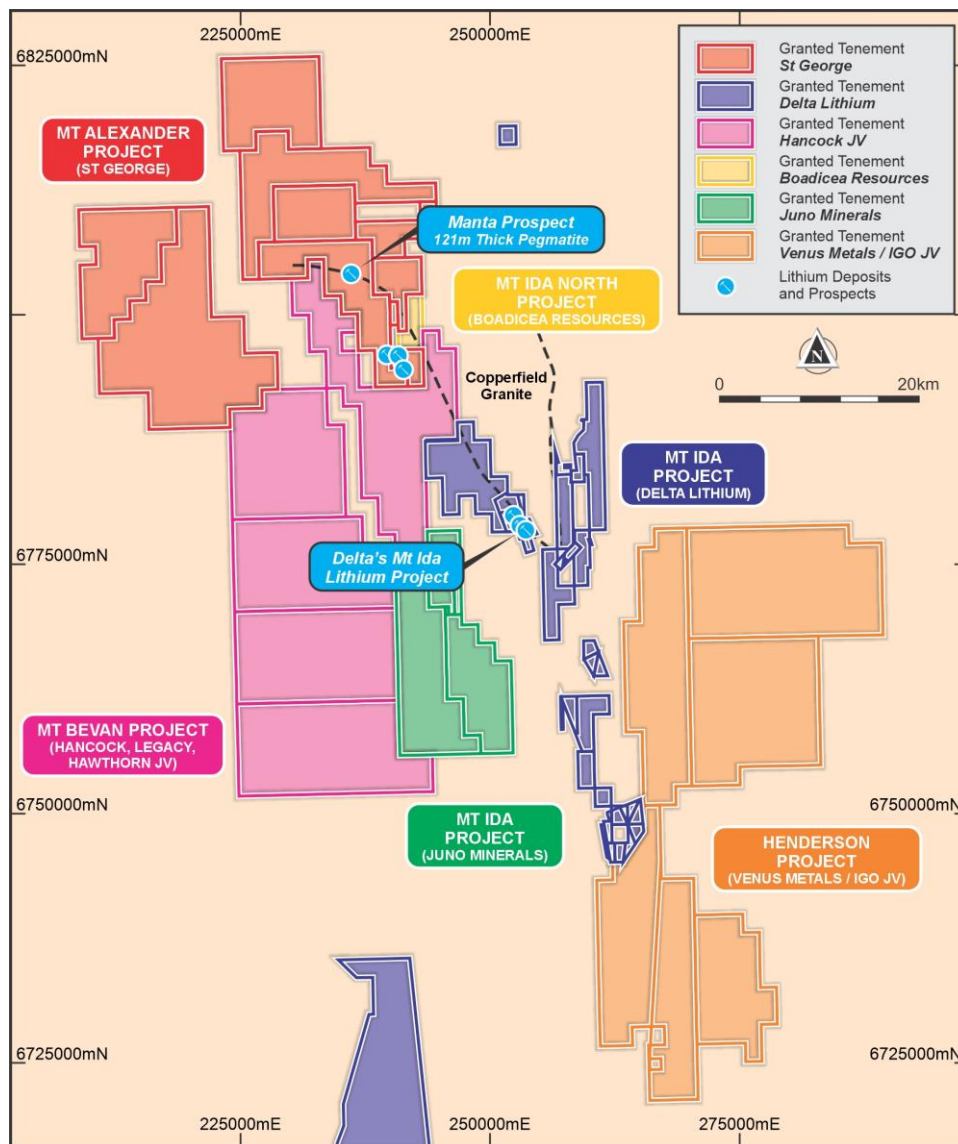 225000mE
250000mE
6825000mN
Granted Tenement
St George
Granted Tenement
Delta Lithium
Granted Tenement
Hancock JV
Granted Tenement
Boadicea Resources
Granted Tenement
Juno Minerals
Granted Tenement
Venus Metals / IGO JV
Lithium Deposits
and Prospects
MT ALEXANDER
PROJECT
(ST GEORGE)
Manta Prospect
121m Thick Pegmatite
MT IDA NORTH
PROJECT
(BOADICEA RESOURCES)
N
0
20km
Copperfield
Granite
MT IDA
PROJECT
(DELTA LITHIUM)
Delta's Mt Ida
Lithium Project
6775000mN
MT BEVAN PROJECT
(HANCOCK, LEGACY,
HAWTHORN JV)
6750000mN
6750000mN
MT IDA
PROJECT
(JUNO MINERALS)
HENDERSON
PROJECT
(VENUS METALS / IGO JV)
6725000mN
6725000mN
225000mE
250000mE
275000mE